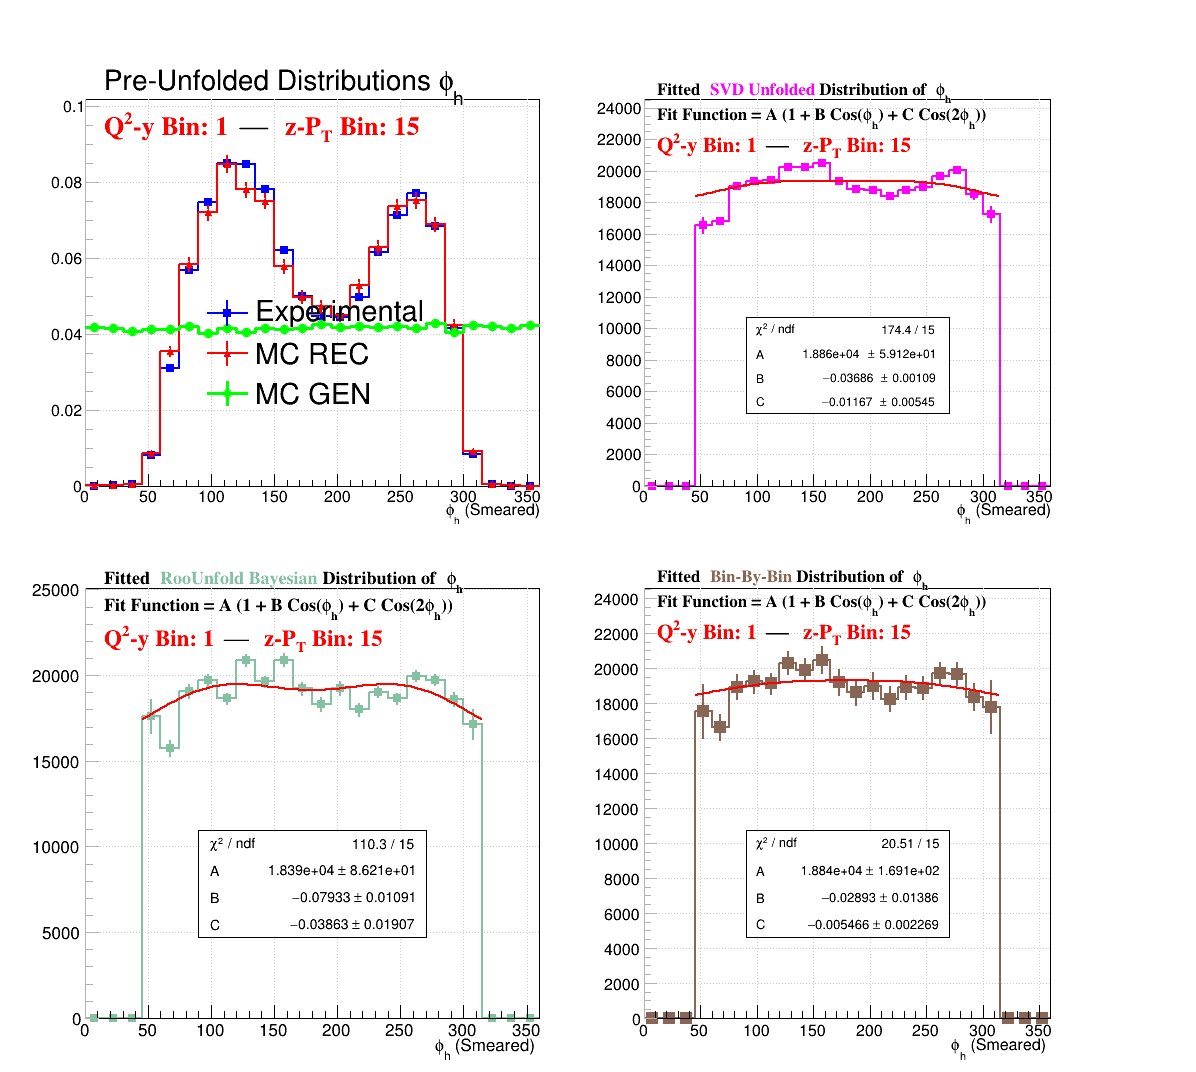 Pre-Unfolded Distributions ϕh
Q2-y Bin: 1 — z-PT Bin: 15
0.1
0.08
0.06
0.04
0.02
0
Experimental
MC REC
MC GEN
0 50 100 150 200 250 300 350
ϕh (Smeared)
Fitted SVD Unfolded Distribution of ϕh
Fit Function = A (1 + B Cos(ϕh) + C Cos(2ϕh))
Q2-y Bin: 1 — z-PT Bin: 15
24000
22000
20000
18000
16000
14000
12000
10000
8000
6000
4000
2000
0
χ2 / ndf 174.4 / 15
A 1.886e+04 ± 5.912e+01
B −0.03686 ± 0.00109
C −0.01167 ± 0.00545
0 50 100 150 200 250 300 350
ϕh (Smeared)
Fitted RooUnfold Bayesian Distribution of ϕh
Fit Function = A (1 + B Cos(ϕh) + C Cos(2ϕh))
Q2-y Bin: 1 — z-PT Bin: 15
25000
20000
15000
10000
5000
0
χ2 / ndf 110.3 / 15
A 1.839e+04 ± 8.621e+01
B −0.07933 ± 0.01091
C −0.03863 ± 0.01907
0 50 100 150 200 250 300 350
ϕh (Smeared)
Fitted Bin-By-Bin Distribution of ϕh
Fit Function = A (1 + B Cos(ϕh) + C Cos(2ϕh))
Q2-y Bin: 1 — z-PT Bin: 15
24000
22000
20000
18000
16000
14000
12000
10000
8000
6000
4000
2000
0
χ2 / ndf 20.51 / 15
A 1.884e+04 ± 1.691e+02
B −0.02893 ± 0.01386
C −0.005466 ± 0.002269
0 50 100 150 200 250 300 350
ϕh (Smeared)